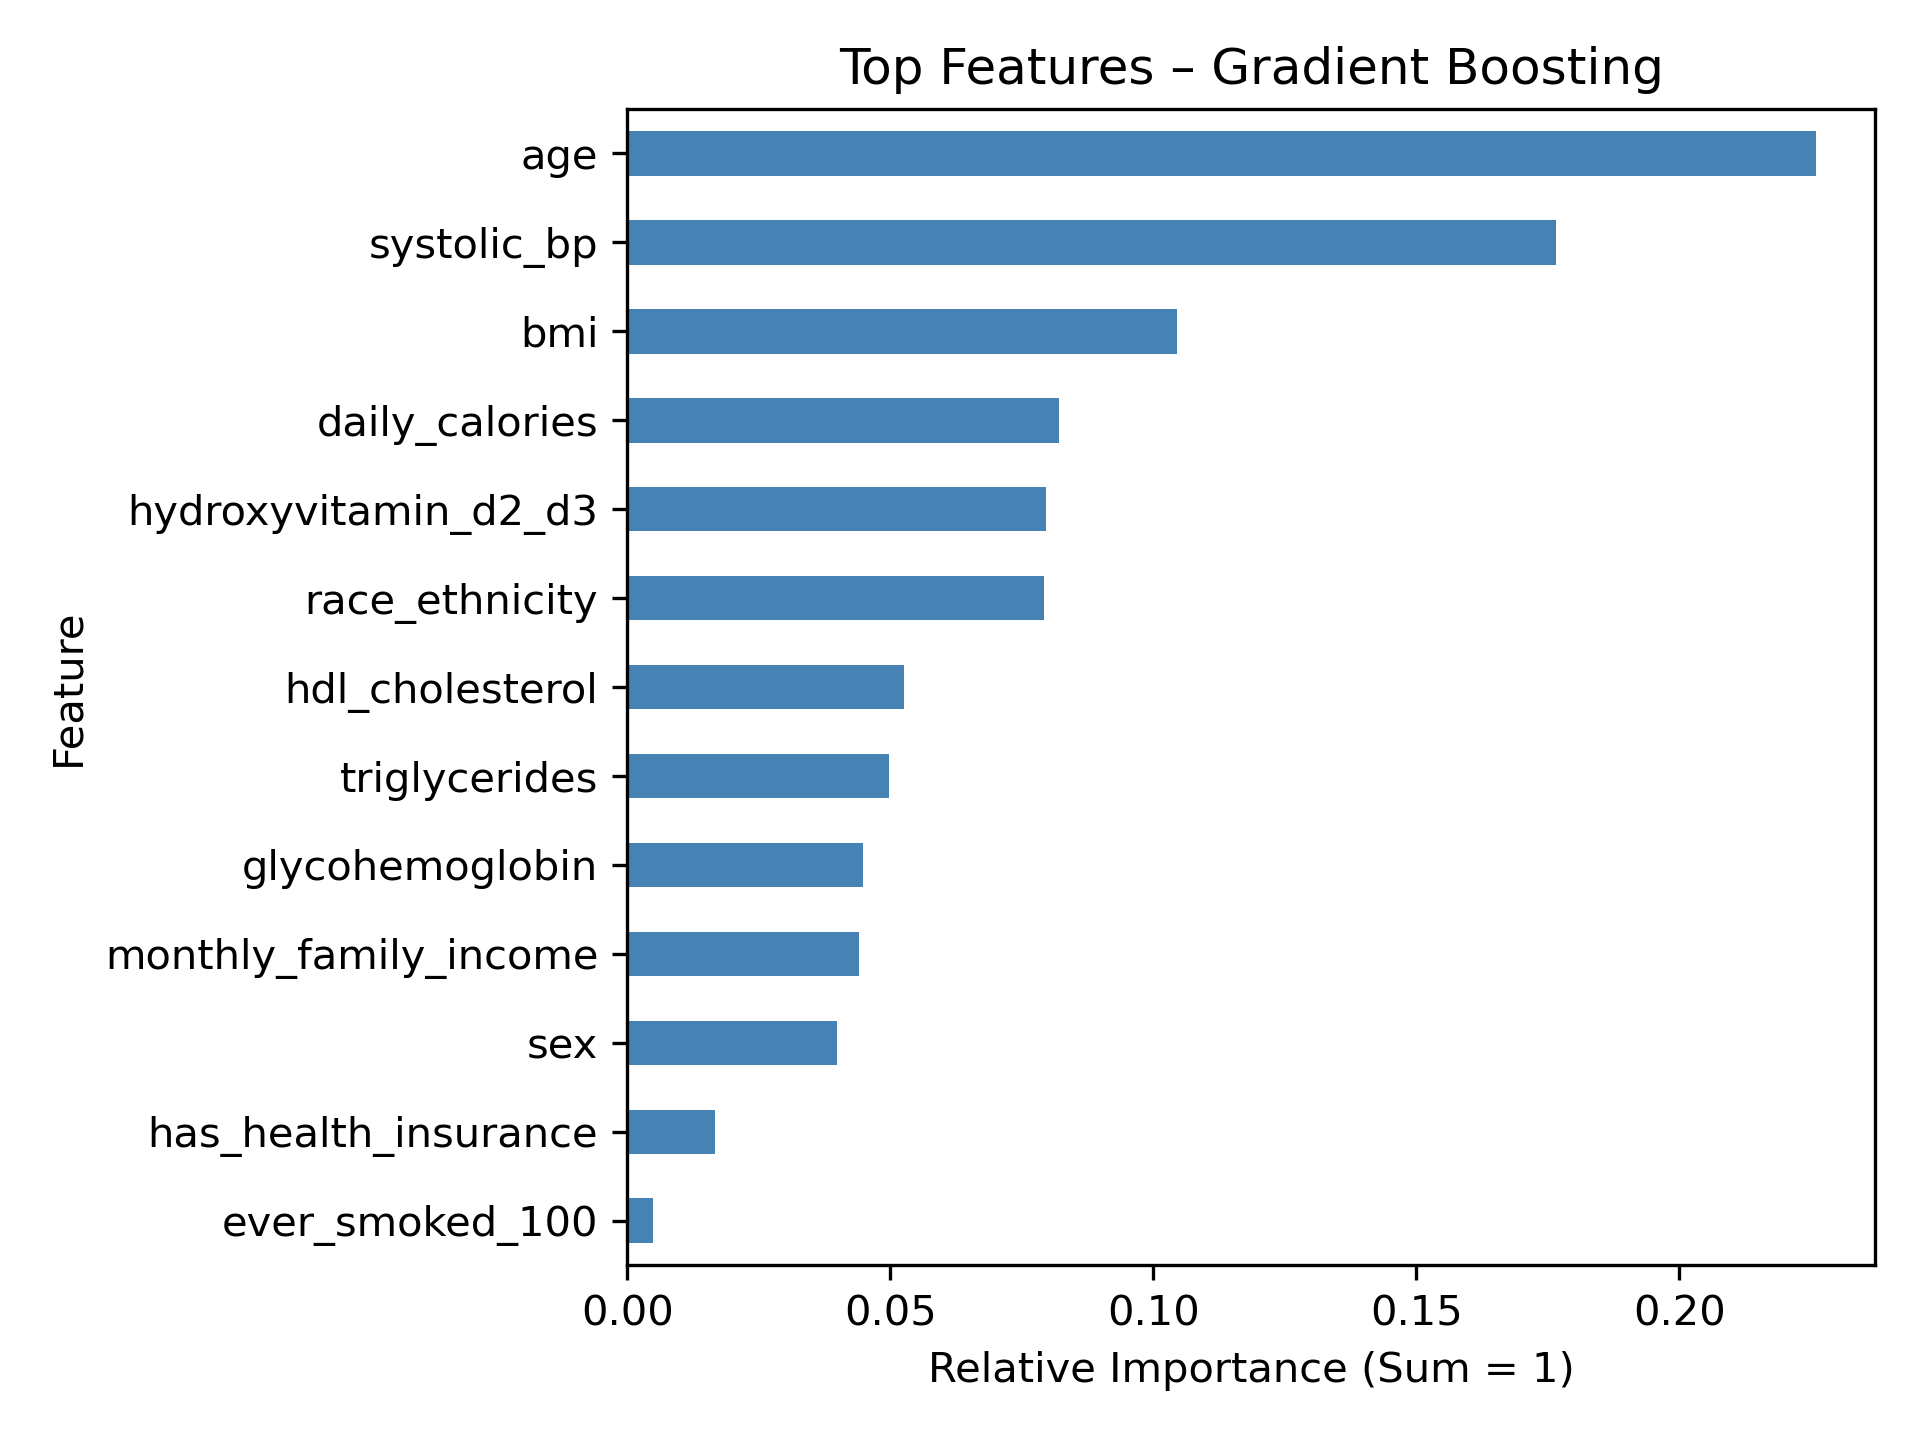 Top Features – Gradient Boosting
age
systolic_bp
bmi
daily_calories
hydroxyvitamin_d2_d3
race_ethnicity
hdl_cholesterol
triglycerides
glycohemoglobin
monthly_family_income
sex
has_health_insurance
ever_smoked_100
Feature
0.00 0.05 0.10 0.15 0.20
Relative Importance (Sum = 1)